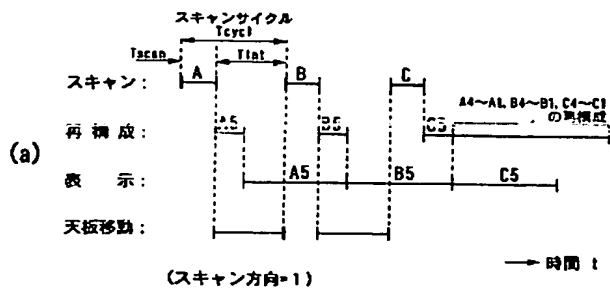 スキャンサイクル
Tcycl
Tscan
Tint
スキャン: A B C
再構成: A5 B5 C5
A4~A1, B4~B1, C4~C1
の再構成
(a)
表示: A5 B5 C5
天板移動:
(スキャン方向=1)
時間 t